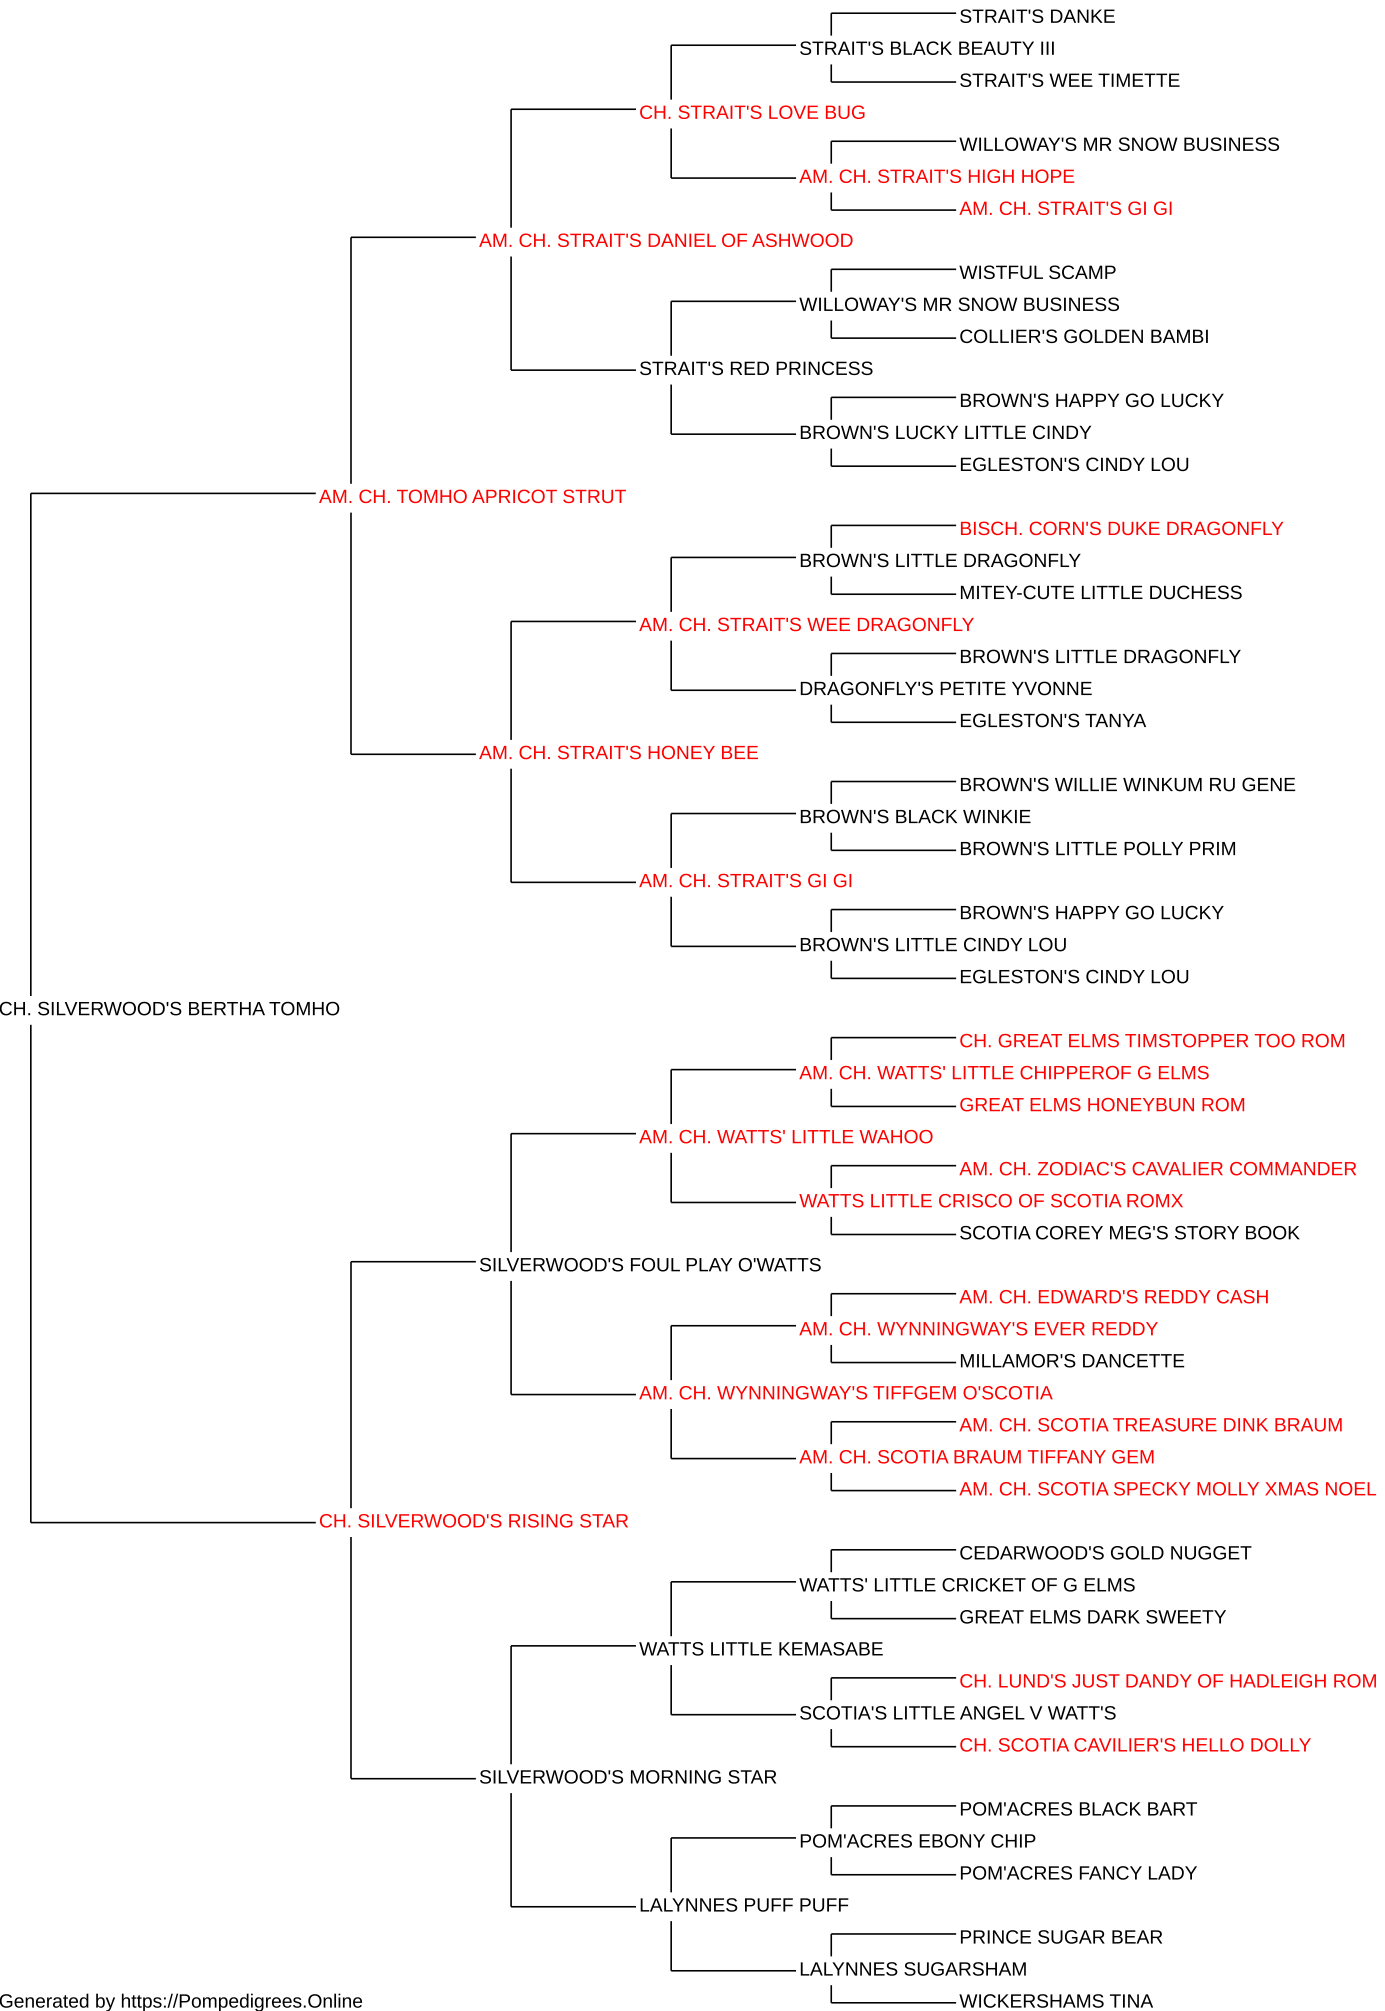 STRAIT'S DANKE
STRAIT'S BLACK BEAUTY III
STRAIT'S WEE TIMETTE
CH. STRAIT'S LOVE BUG
WILLOWAY'S MR SNOW BUSINESS
AM. CH. STRAIT'S HIGH HOPE
AM. CH. STRAIT'S GI GI
AM. CH. STRAIT'S DANIEL OF ASHWOOD
WISTFUL SCAMP
WILLOWAY'S MR SNOW BUSINESS
COLLIER'S GOLDEN BAMBI
STRAIT'S RED PRINCESS
BROWN'S HAPPY GO LUCKY
BROWN'S LUCKY LITTLE CINDY
EGLESTON'S CINDY LOU
AM. CH. TOMHO APRICOT STRUT
BISCH. CORN'S DUKE DRAGONFLY
BROWN'S LITTLE DRAGONFLY
MITEY-CUTE LITTLE DUCHESS
AM. CH. STRAIT'S WEE DRAGONFLY
BROWN'S LITTLE DRAGONFLY
DRAGONFLY'S PETITE YVONNE
EGLESTON'S TANYA
AM. CH. STRAIT'S HONEY BEE
BROWN'S WILLIE WINKUM RU GENE
BROWN'S BLACK WINKIE
BROWN'S LITTLE POLLY PRIM
AM. CH. STRAIT'S GI GI
BROWN'S HAPPY GO LUCKY
BROWN'S LITTLE CINDY LOU
EGLESTON'S CINDY LOU
CH. SILVERWOOD'S BERTHA TOMHO
CH. GREAT ELMS TIMSTOPPER TOO ROM
AM. CH. WATTS' LITTLE CHIPPEROF G ELMS
GREAT ELMS HONEYBUN ROM
AM. CH. WATTS' LITTLE WAHOO
AM. CH. ZODIAC'S CAVALIER COMMANDER
WATTS LITTLE CRISCO OF SCOTIA ROMX
SCOTIA COREY MEG'S STORY BOOK
SILVERWOOD'S FOUL PLAY O'WATTS
AM. CH. EDWARD'S REDDY CASH
AM. CH. WYNNINGWAY'S EVER REDDY
MILLAMOR'S DANCETTE
AM. CH. WYNNINGWAY'S TIFFGEM O'SCOTIA
AM. CH. SCOTIA TREASURE DINK BRAUM
AM. CH. SCOTIA BRAUM TIFFANY GEM
AM. CH. SCOTIA SPECKY MOLLY XMAS NOEL
CH. SILVERWOOD'S RISING STAR
CEDARWOOD'S GOLD NUGGET
WATTS' LITTLE CRICKET OF G ELMS
GREAT ELMS DARK SWEETY
WATTS LITTLE KEMASABE
CH. LUND'S JUST DANDY OF HADLEIGH ROM
SCOTIA'S LITTLE ANGEL V WATT'S
CH. SCOTIA CAVILIER'S HELLO DOLLY
SILVERWOOD'S MORNING STAR
POM'ACRES BLACK BART
POM'ACRES EBONY CHIP
POM'ACRES FANCY LADY
LALYNNES PUFF PUFF
PRINCE SUGAR BEAR
LALYNNES SUGARSHAM
WICKERSHAMS TINA
Generated by https://Pompedigrees.Online